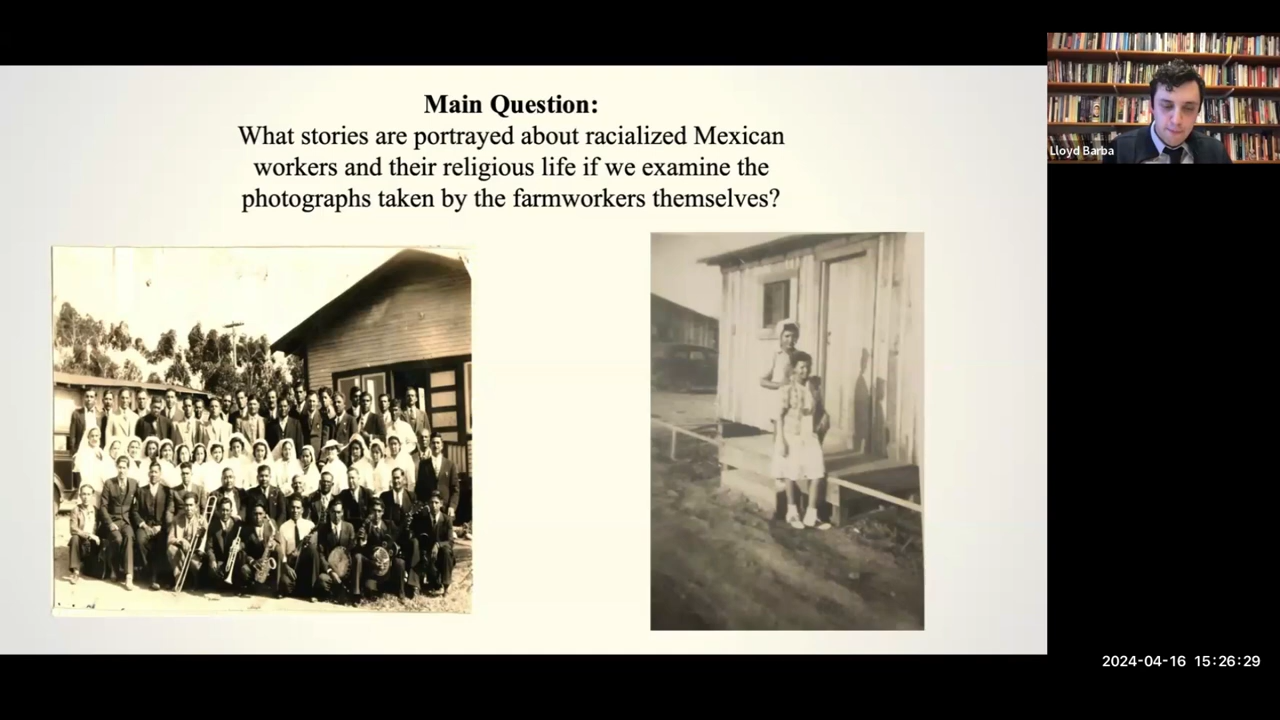 Main Question:
What stories are portrayed about racialized Mexican
workers and their religious life if we examine the
photographs taken by the farmworkers themselves?
Lloyd Barba
2024-04-16 15:26:29